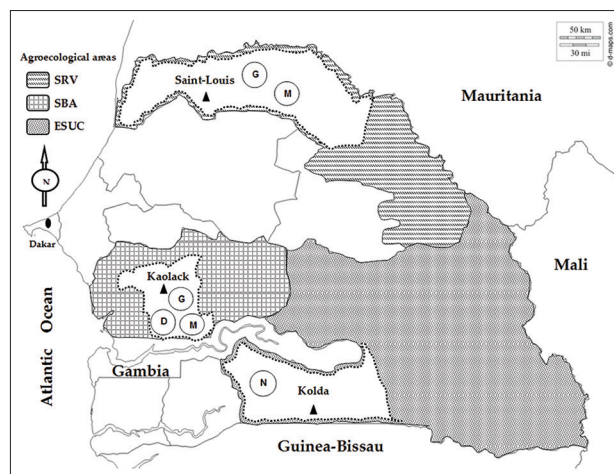 50 km
30 mi
© d-maps.com
Agroecological areas
SRV
SBA
ESUC
N
Dakar
Saint-Louis
G
M
Mauritania
Mali
Kaolack
G
D
M
Atlantic Ocean
Gambia
N
Kolda
Guinea-Bissau